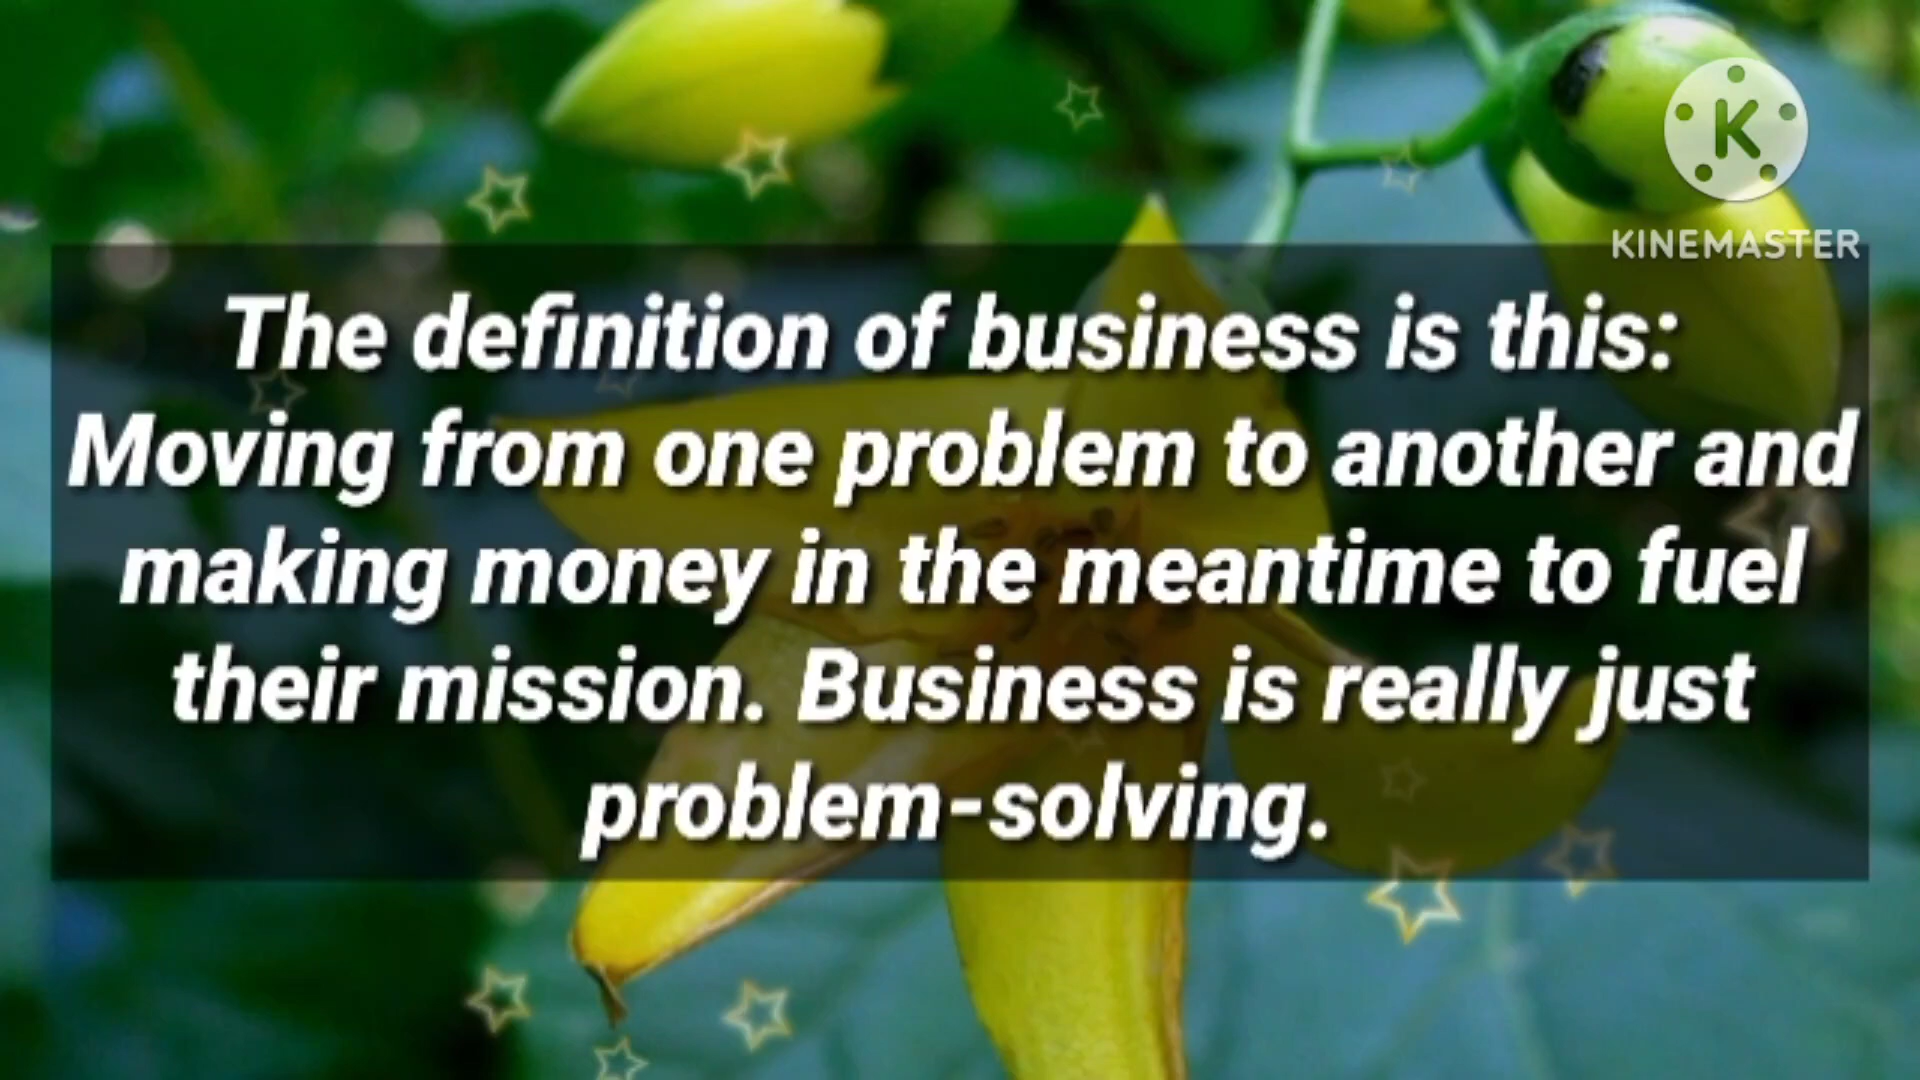 K
KINEMASTER
The definition of business is this:
Moving from one problem to another and
making money in the meantime to fuel
their mission. Business is really just
problem-solving.